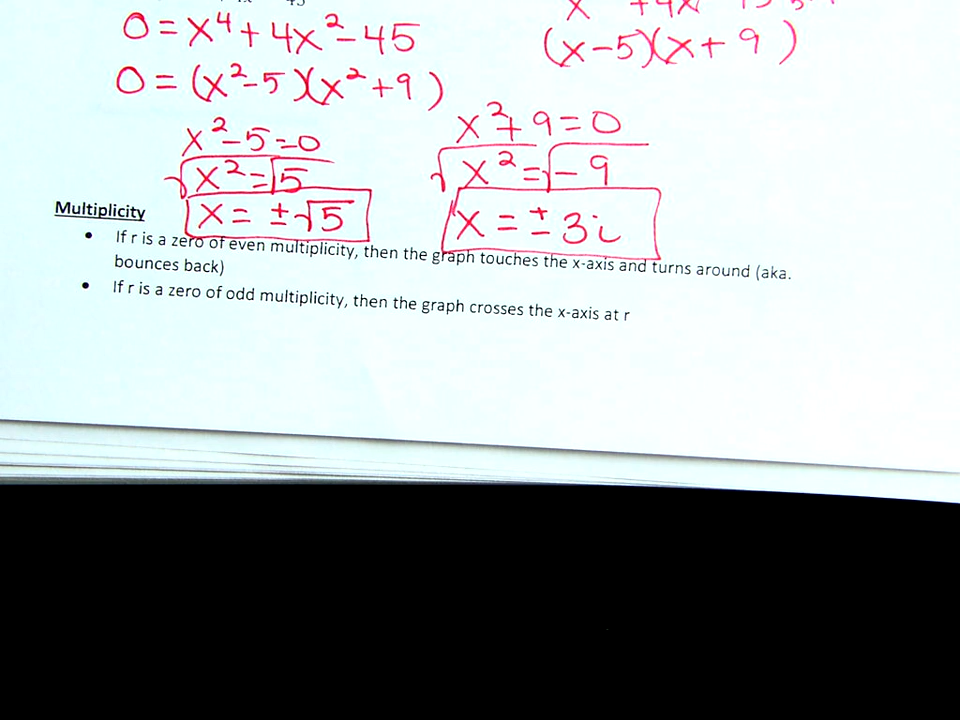 0 = x⁴ + 4x² - 45
(x-5)(x+9)
0 = (x²-5)(x²+9)
x²-5=0
x²+9=0
√x² = √5
√x² = √-9
x = ±√5
x = ±3i
Multiplicity
• If r is a zero of even multiplicity, then the graph touches the x-axis and turns around (aka.
bounces back)
• If r is a zero of odd multiplicity, then the graph crosses the x-axis at r